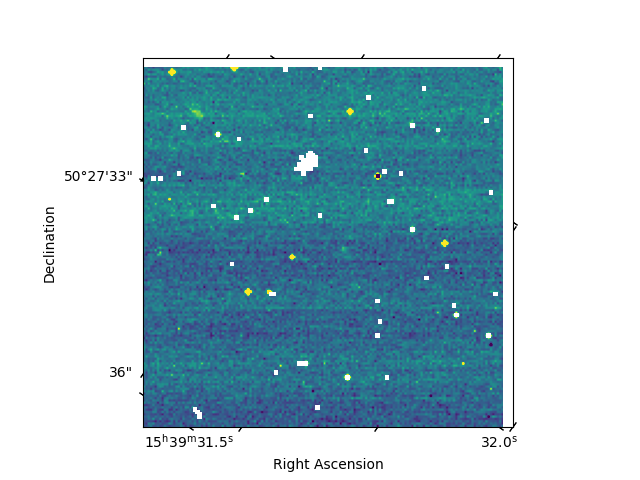 Declination
50°27'33"
36"
15ʰ39ᵐ31.5ˢ
32.0ˢ
Right Ascension